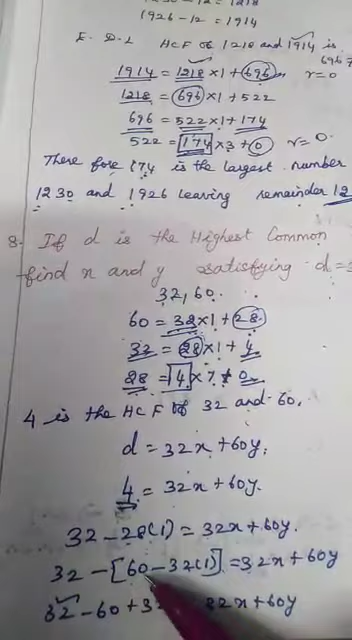 1926-12 = 1914
E. D. L HCF of 1218 and 1914 is.
1914 = 1218×1+696 r=0
1218 = 696×1+522
696 = 522×1+174
522 = 174×3+0 r=0
There fore 174 is the largest number
1230 and 1926 leaving remainder 12
8. If d is the Highest Common
find x and y satisfying d=3
32, 60.
60 = 32×1+28
32 = 28×1+4
28 = 4×7+0
4 is the HCF of 32 and 60.
d = 32x+60y.
4 = 32x+60y.
32-28(1) = 32x+60y.
32-[60-32(1)]=32x+60y
32-60+32 32x+60y